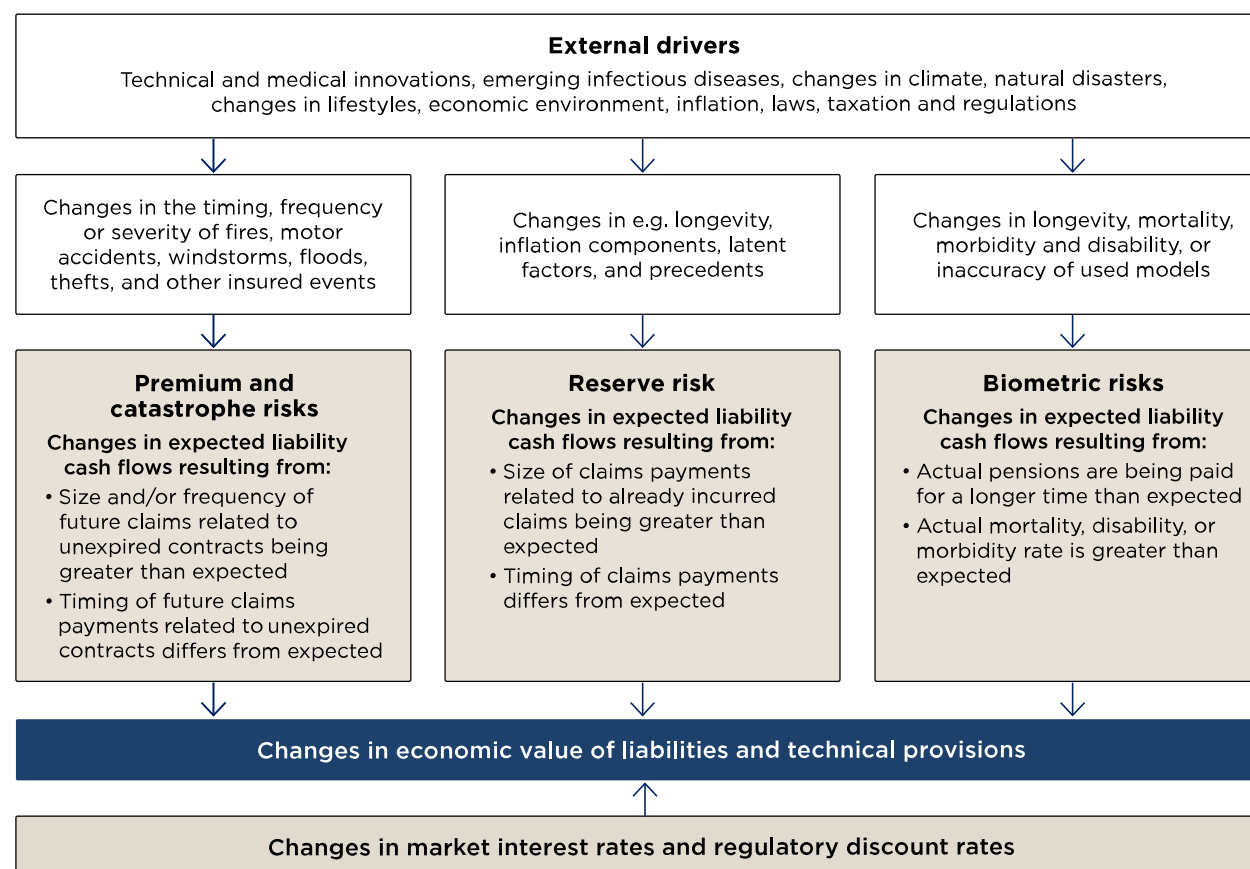 External drivers
Technical and medical innovations, emerging infectious diseases, changes in climate, natural disasters,
changes in lifestyles, economic environment, inflation, laws, taxation and regulations
Changes in the timing, frequency
or severity of fires, motor
accidents, windstorms, floods,
thefts, and other insured events
Changes in e.g. longevity,
inflation components, latent
factors, and precedents
Changes in longevity, mortality,
morbidity and disability, or
inaccuracy of used models
Premium and
catastrophe risks
Changes in expected liability
cash flows resulting from:
• Size and/or frequency of
future claims related to
unexpired contracts being
greater than expected
• Timing of future claims
payments related to unexpired
contracts differs from expected
Reserve risk
Changes in expected liability
cash flows resulting from:
• Size of claims payments
related to already incurred
claims being greater than
expected
• Timing of claims payments
differs from expected
Biometric risks
Changes in expected liability
cash flows resulting from:
• Actual pensions are being paid
for a longer time than expected
• Actual mortality, disability, or
morbidity rate is greater than
expected
Changes in economic value of liabilities and technical provisions
Changes in market interest rates and regulatory discount rates